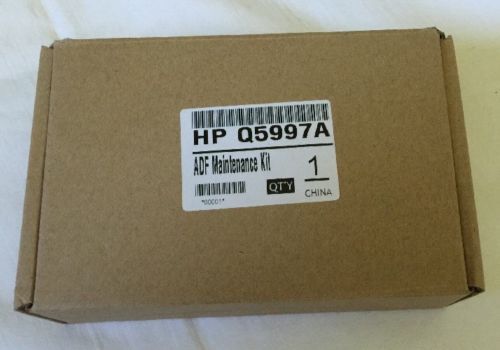 HP Q5997A
ADF Maintenance Kit
QTY 1
*00001*
CHINA